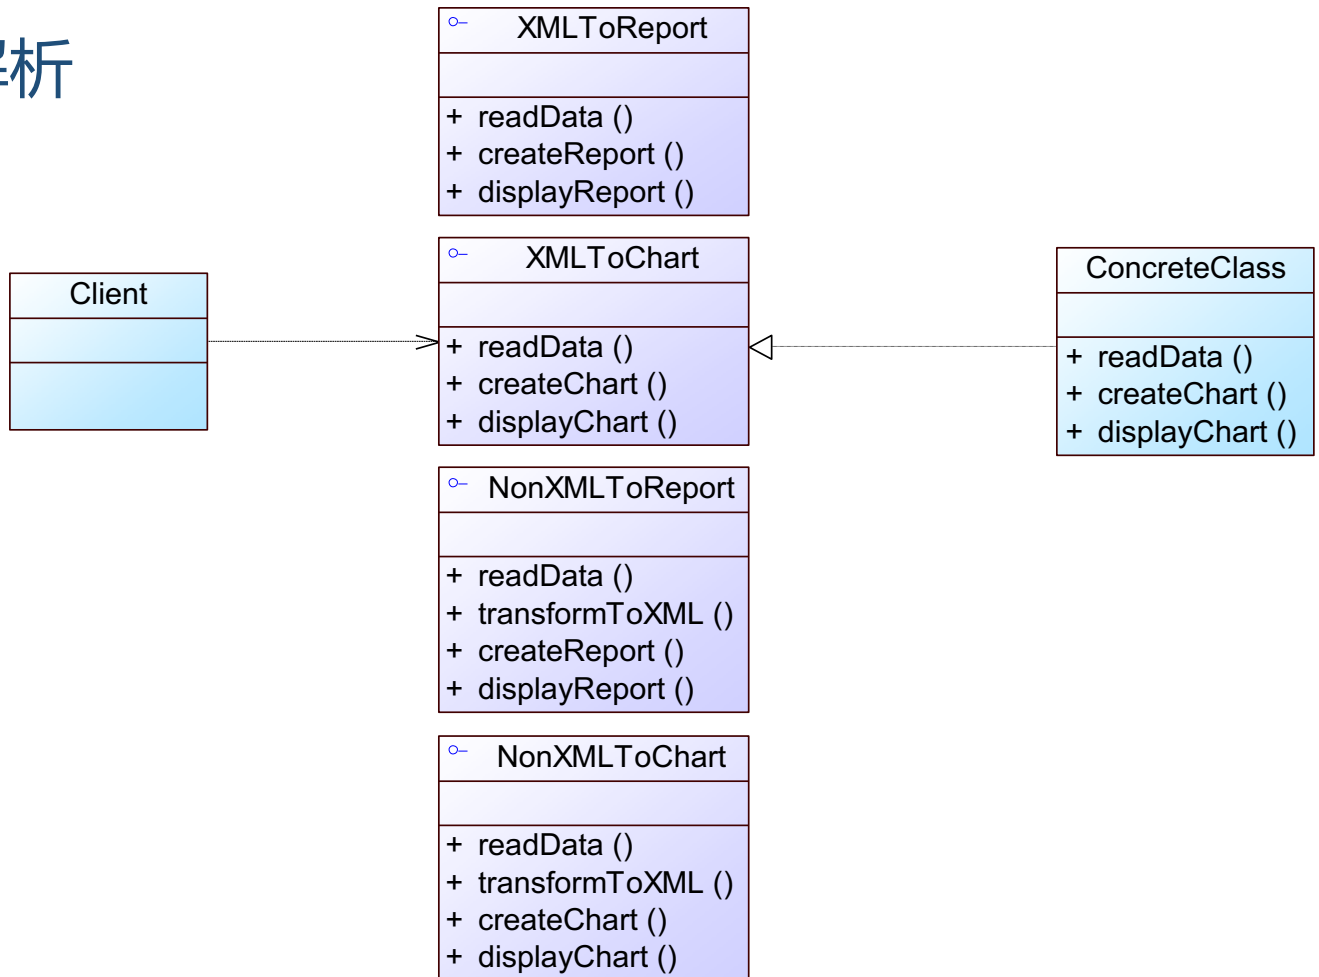 析
XMLToReport
+ readData ()
+ createReport ()
+ displayReport ()
Client
XMLToChart
+ readData ()
+ createChart ()
+ displayChart ()
ConcreteClass
+ readData ()
+ createChart ()
+ displayChart ()
NonXMLToReport
+ readData ()
+ transformToXML ()
+ createReport ()
+ displayReport ()
NonXMLToChart
+ readData ()
+ transformToXML ()
+ createChart ()
+ displayChart ()